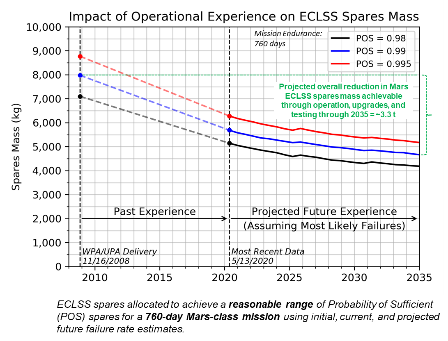 Impact of Operational Experience on ECLSS Spares Mass
10,000
9,000
8,000
7,000
6,000
5,000
4,000
3,000
2,000
1,000
0
Spares Mass (kg)
Mission Endurance:
760 days
POS = 0.98
POS = 0.99
POS = 0.995
Projected overall reduction in Mars
ECLSS spares mass achievable
through operation, upgrades, and
testing through 2035 = ~3.3 t
Past Experience
Projected Future Experience
(Assuming Most Likely Failures)
WPA/UPA Delivery
11/16/2008
Most Recent Data
5/13/2020
2010
2015
2020
2025
2030
2035
ECLSS spares allocated to achieve a reasonable range of Probability of Sufficient
(POS) spares for a 760-day Mars-class mission using initial, current, and projected
future failure rate estimates.